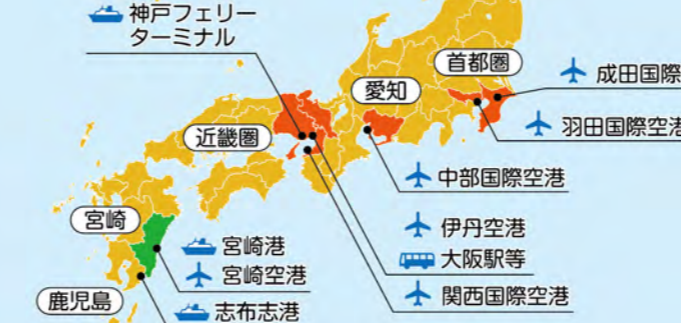 神戸フェリー
ターミナル
首都圏
成田国際
愛知
羽田国際空港
近畿圏
中部国際空港
宮崎
伊丹空港
宮崎港
大阪駅等
宮崎空港
関西国際空港
鹿児島
志布志港